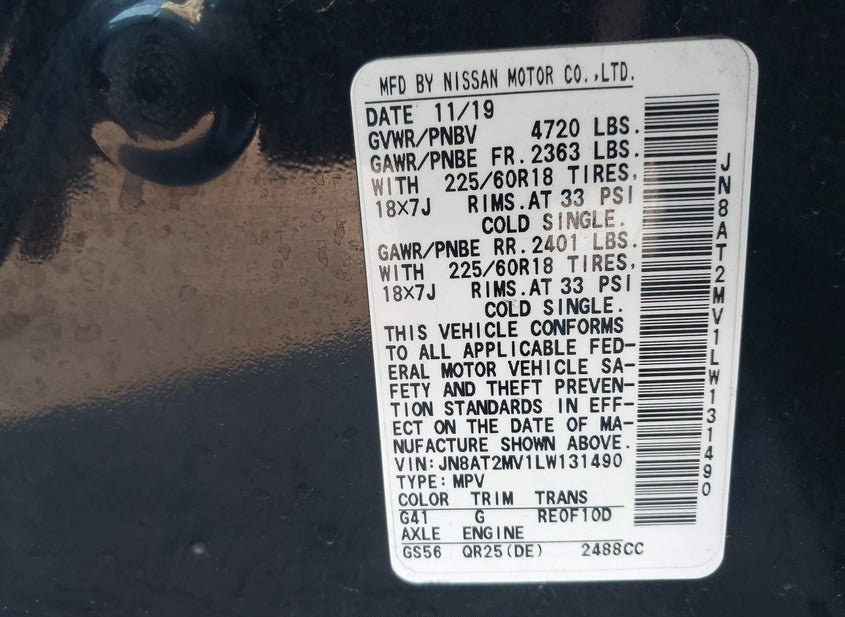 MFD BY NISSAN MOTOR CO.,LTD.
DATE 11/19
GVWR/PNBV 4720 LBS.
GAWR/PNBE FR. 2363 LBS.
WITH 225/60R18 TIRES,
18x7J RIMS.AT 33 PSI
COLD SINGLE.
GAWR/PNBE RR. 2401 LBS.
WITH 225/60R18 TIRES,
18x7J RIMS.AT 33 PSI
COLD SINGLE.
THIS VEHICLE CONFORMS
TO ALL APPLICABLE FED-
ERAL MOTOR VEHICLE SA-
FETY AND THEFT PREVEN-
TION STANDARDS IN EFF-
ECT ON THE DATE OF MA-
NUFACTURE SHOWN ABOVE.
VIN:JN8AT2MV1LW131490
TYPE:MPV
COLOR TRIM TRANS
G41 G RE0F10D
AXLE ENGINE
GS56 QR25(DE) 2488CC
JN8AT2MV1LW131490